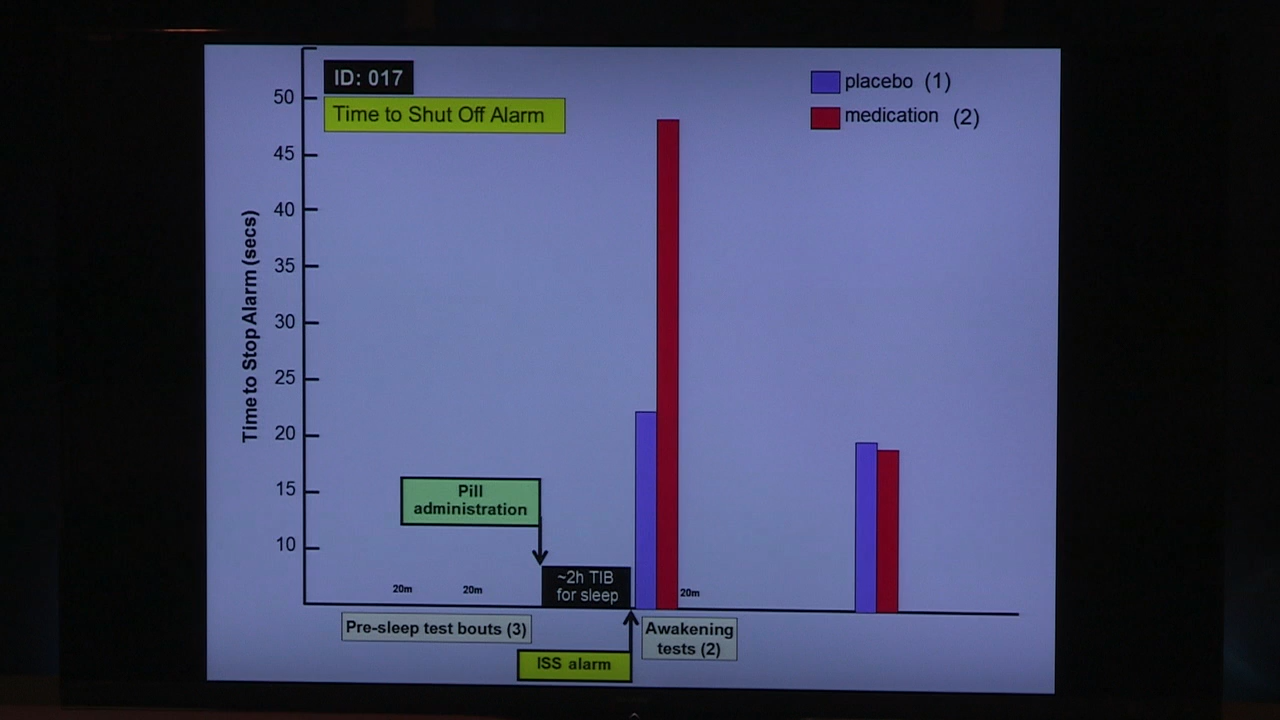 ID: 017
Time to Shut Off Alarm
placebo (1)
medication (2)
Time to Stop Alarm (secs)
50
45
40
35
30
25
20
15
10
Pill
administration
20m
20m
~2h TIB
for sleep
20m
Pre-sleep test bouts (3)
Awakening
tests (2)
ISS alarm